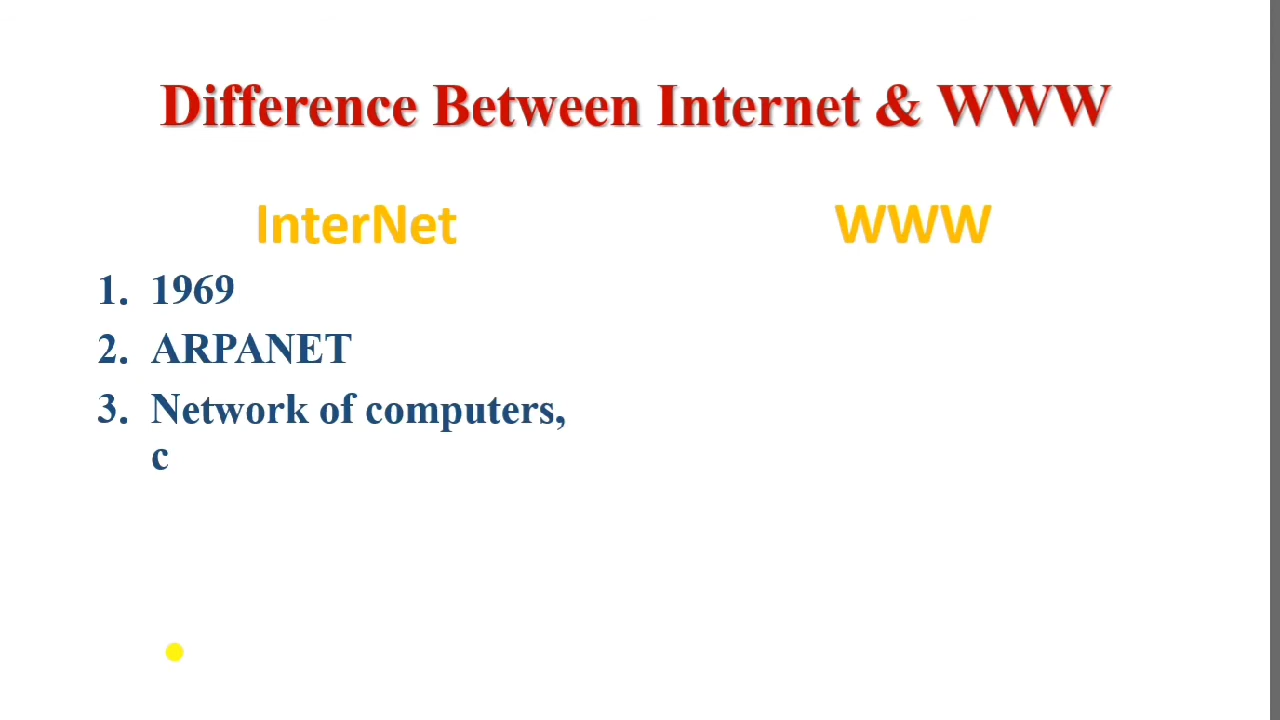 Difference Between Internet & WWW
InterNet
WWW
1. 1969
2. ARPANET
3. Network of computers,
c